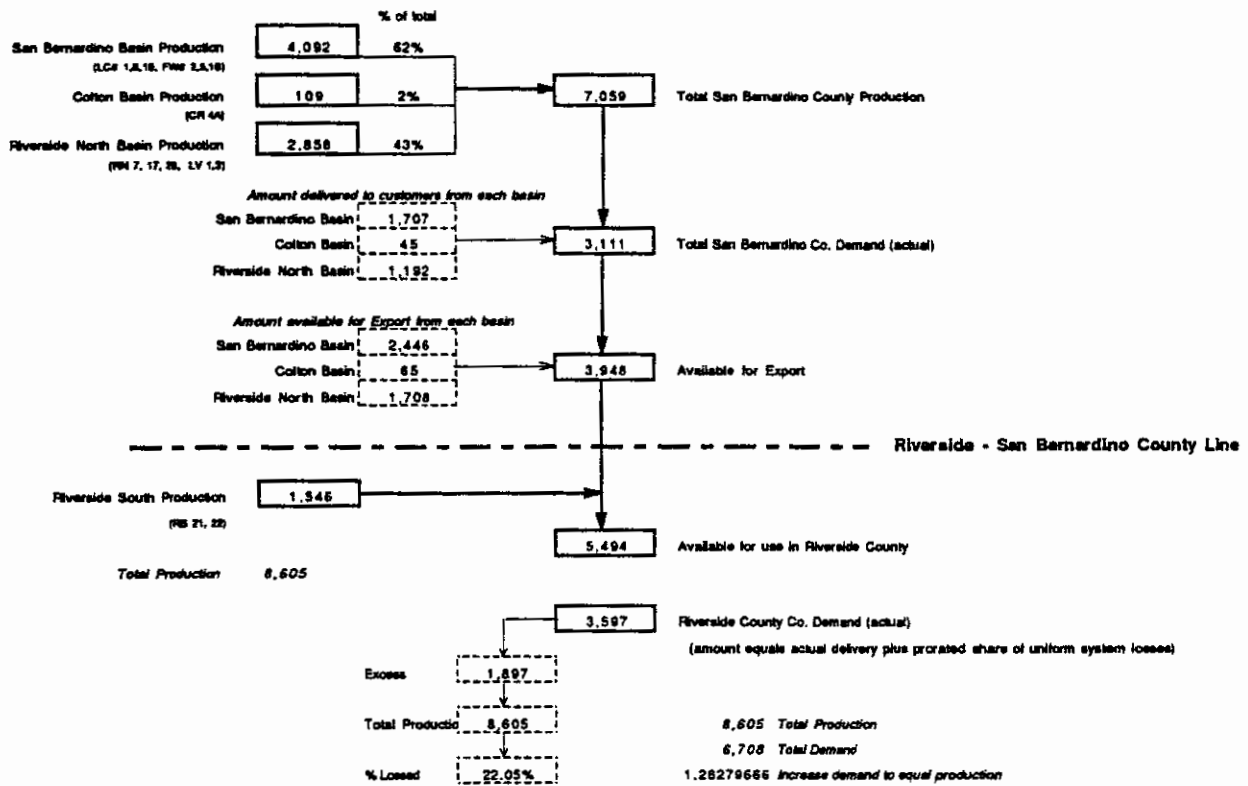 % of total
San Bernardino Basin Production 4,092 62%
Colton Basin Production 109 2%
7,059 Total San Bernardino County Production
(CR 4A)
Riverside North Basin Production 2,858 43%
Amount delivered to customers from each basin
San Bernardino Basin 1,707
Colton Basin 45
3,111 Total San Bernardino Co. Demand (actual)
Riverside North Basin 1,192
Amount available for Export from each basin
San Bernardino Basin 2,446
Colton Basin 65
3,948 Available for Export
Riverside North Basin 1,708
Riverside - San Bernardino County Line
Riverside South Production 1,546
(RS 21, 22)
5,494 Available for use in Riverside County
Total Production 8,605
3,597 Riverside County Co. Demand (actual)
(amount equals actual delivery plus prorated share of uniform system losses)
Excess 1,897
Total Productio 8,605
8,605 Total Production
6,708 Total Demand
% Lossed 22.05%
1.28279666 Increase demand to equal production